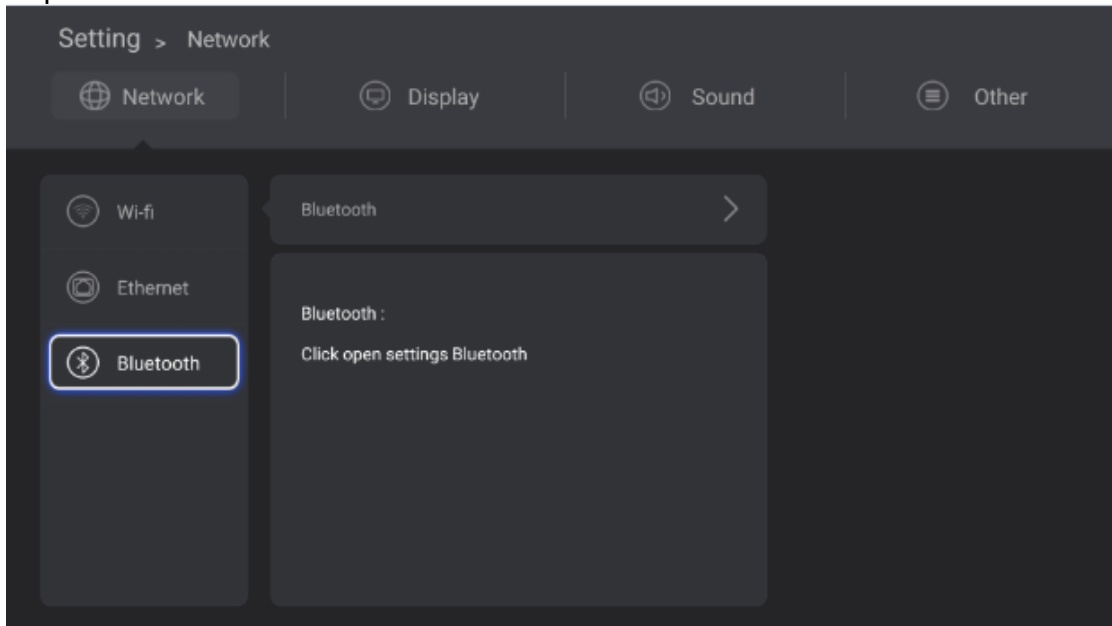 Setting > Network
Network
Display
Sound
Other
Wi-fi
Ethernet
Bluetooth
Bluetooth
Bluetooth :
Click open settings Bluetooth